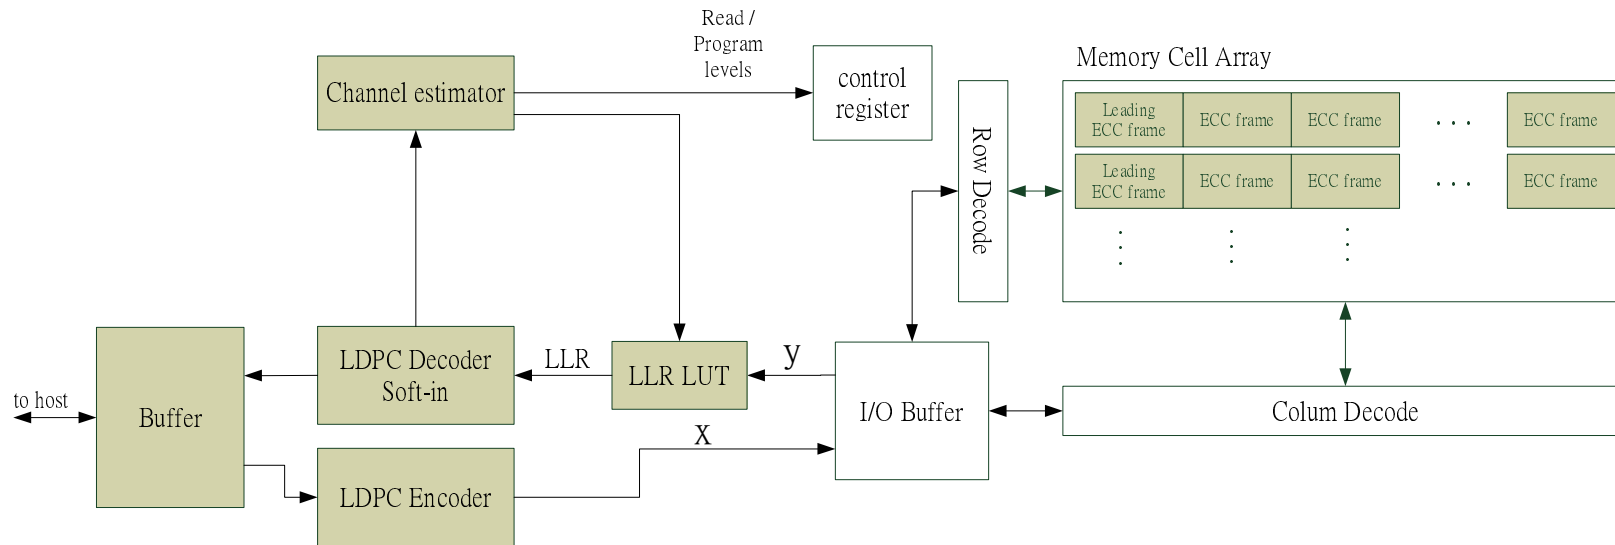 Read /
Program
levels
Channel estimator
control
register
Memory Cell Array
Row Decode
Leading
ECC frame
ECC frame
ECC frame
. . .
ECC frame
Leading
ECC frame
ECC frame
ECC frame
. . .
ECC frame
LDPC Decoder
Soft-in
LLR
LLR LUT
y
I/O Buffer
Colum Decode
to host
Buffer
x
LDPC Encoder